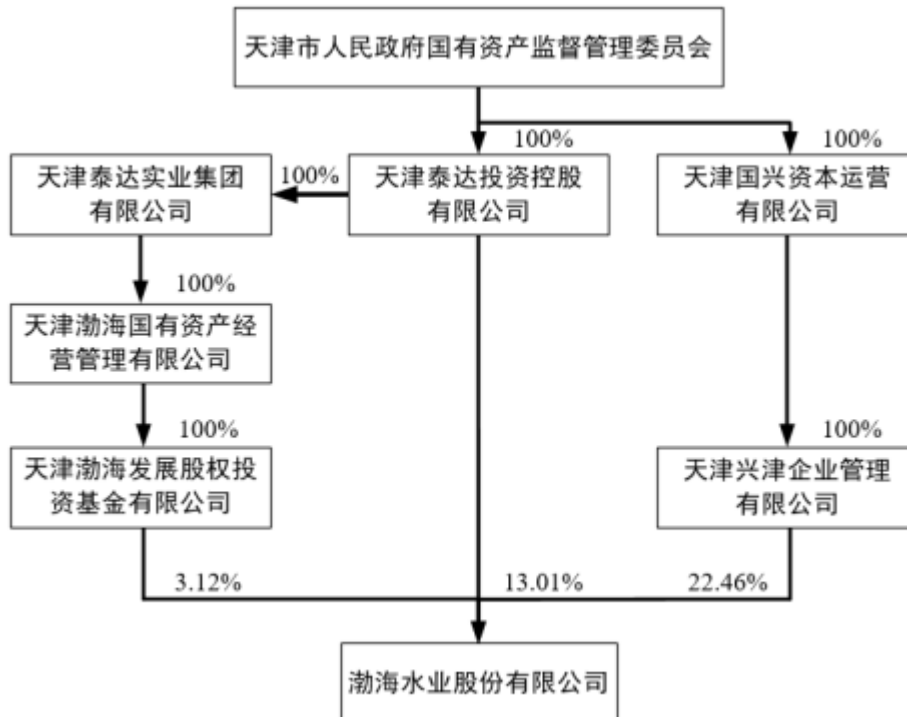 天津市人民政府国有资产监督管理委员会
100%
100%
天津泰达实业集团
有限公司
100%
天津泰达投资控股
有限公司
天津国兴资本运营
有限公司
100%
天津渤海国有资产经
营管理有限公司
100%
100%
天津渤海发展股权投
资基金有限公司
天津兴津企业管理
有限公司
3.12%
13.01%
22.46%
渤海水业股份有限公司